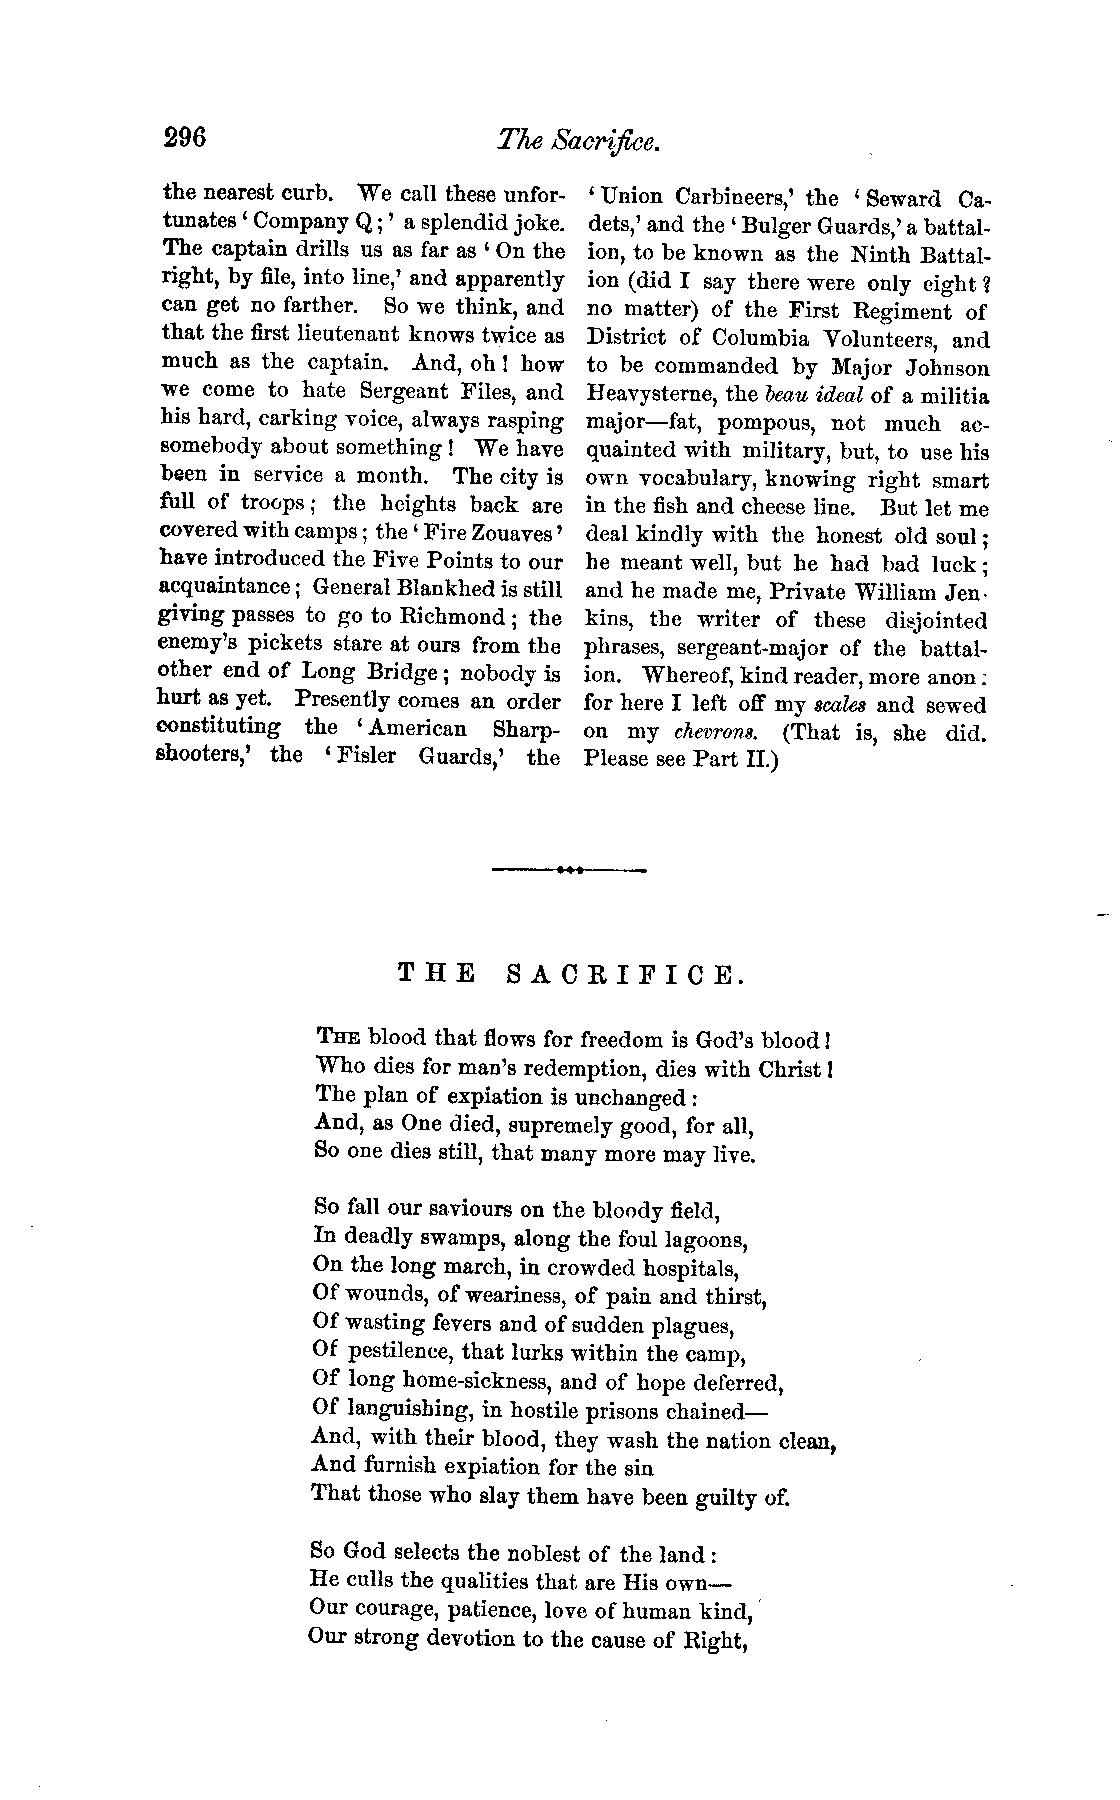 296
The Sacrifice.
the nearest curb. We call these unfor-
tunates ‘Company Q;’ a splendid joke.
The captain drills us as far as ‘On the
right, by file, into line,’ and apparently
can get no farther. So we think, and
that the first lieutenant knows twice as
much as the captain. And, oh! how
we come to hate Sergeant Files, and
his hard, carking voice, always rasping
somebody about something! We have
been in service a month. The city is
full of troops; the heights back are
covered with camps; the ‘Fire Zouaves’
have introduced the Five Points to our
acquaintance; General Blankhed is still
giving passes to go to Richmond; the
enemy's pickets stare at ours from the
other end of Long Bridge; nobody is
hurt as yet. Presently comes an order
constituting the ‘American Sharp-
shooters,’ the ‘Fisler Guards,’ the
‘Union Carbineers,’ the ‘Seward Ca-
dets,’ and the ‘Bulger Guards,’ a battal-
ion, to be known as the Ninth Battal-
ion (did I say there were only eight?
no matter) of the First Regiment of
District of Columbia Volunteers, and
to be commanded by Major Johnson
Heavysterne, the beau ideal of a militia
major—fat, pompous, not much ac-
quainted with military, but, to use his
own vocabulary, knowing right smart
in the fish and cheese line. But let me
deal kindly with the honest old soul;
he meant well, but he had bad luck;
and he made me, Private William Jen-
kins, the writer of these disjointed
phrases, sergeant-major of the battal-
ion. Whereof, kind reader, more anon:
for here I left off my scales and sewed
on my chevrons. (That is, she did.
Please see Part II.)
THE SACRIFICE.
THE blood that flows for freedom is God's blood!
Who dies for man's redemption, dies with Christ!
The plan of expiation is unchanged:
And, as One died, supremely good, for all,
So one dies still, that many more may live.
So fall our saviours on the bloody field,
In deadly swamps, along the foul lagoons,
On the long march, in crowded hospitals,
Of wounds, of weariness, of pain and thirst,
Of wasting fevers and of sudden plagues,
Of pestilence, that lurks within the camp,
Of long home-sickness, and of hope deferred,
Of languishing, in hostile prisons chained—
And, with their blood, they wash the nation clean,
And furnish expiation for the sin
That those who slay them have been guilty of.
So God selects the noblest of the land:
He culls the qualities that are His own—
Our courage, patience, love of human kind,
Our strong devotion to the cause of Right,